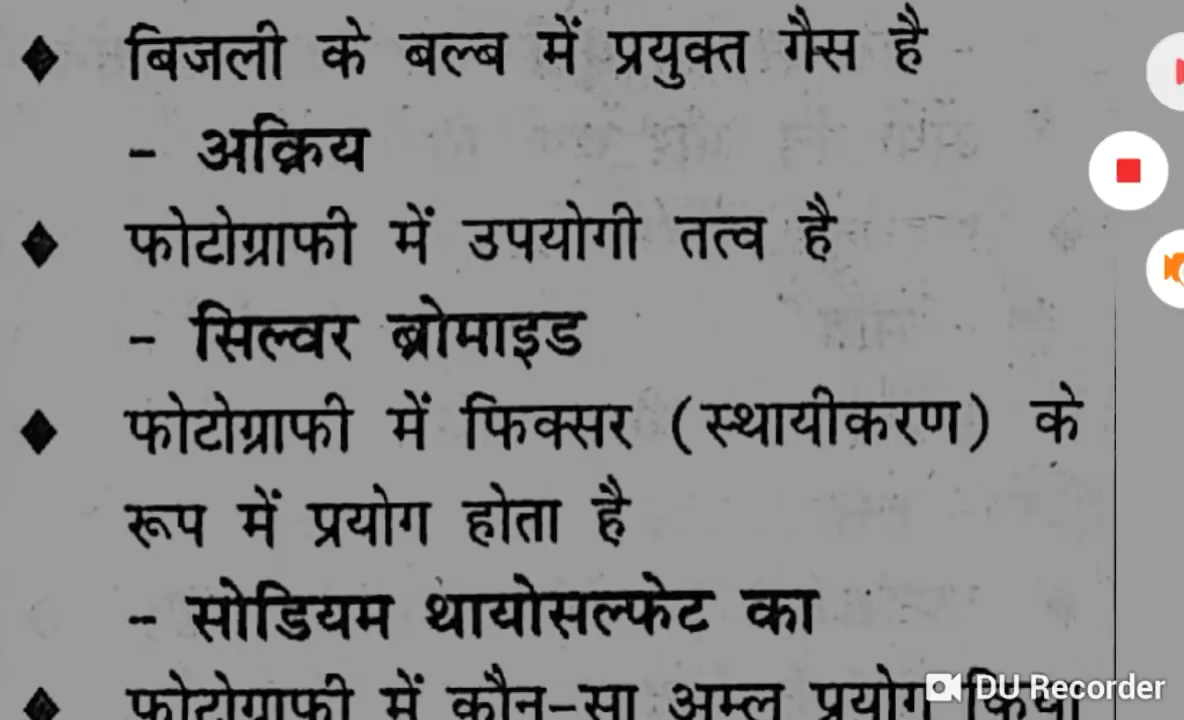 ♦ बिजली के बल्ब में प्रयुक्त गैस है
- अक्रिय
♦ फोटोग्राफी में उपयोगी तत्व है
- सिल्वर ब्रोमाइड
♦ फोटोग्राफी में फिक्सर (स्थायीकरण) के
रूप में प्रयोग होता है
- सोडियम थायोसल्फेट का
♦ फोटोग्राफी में कौन-सा अम्ल प्रयोग किया
DU Recorder